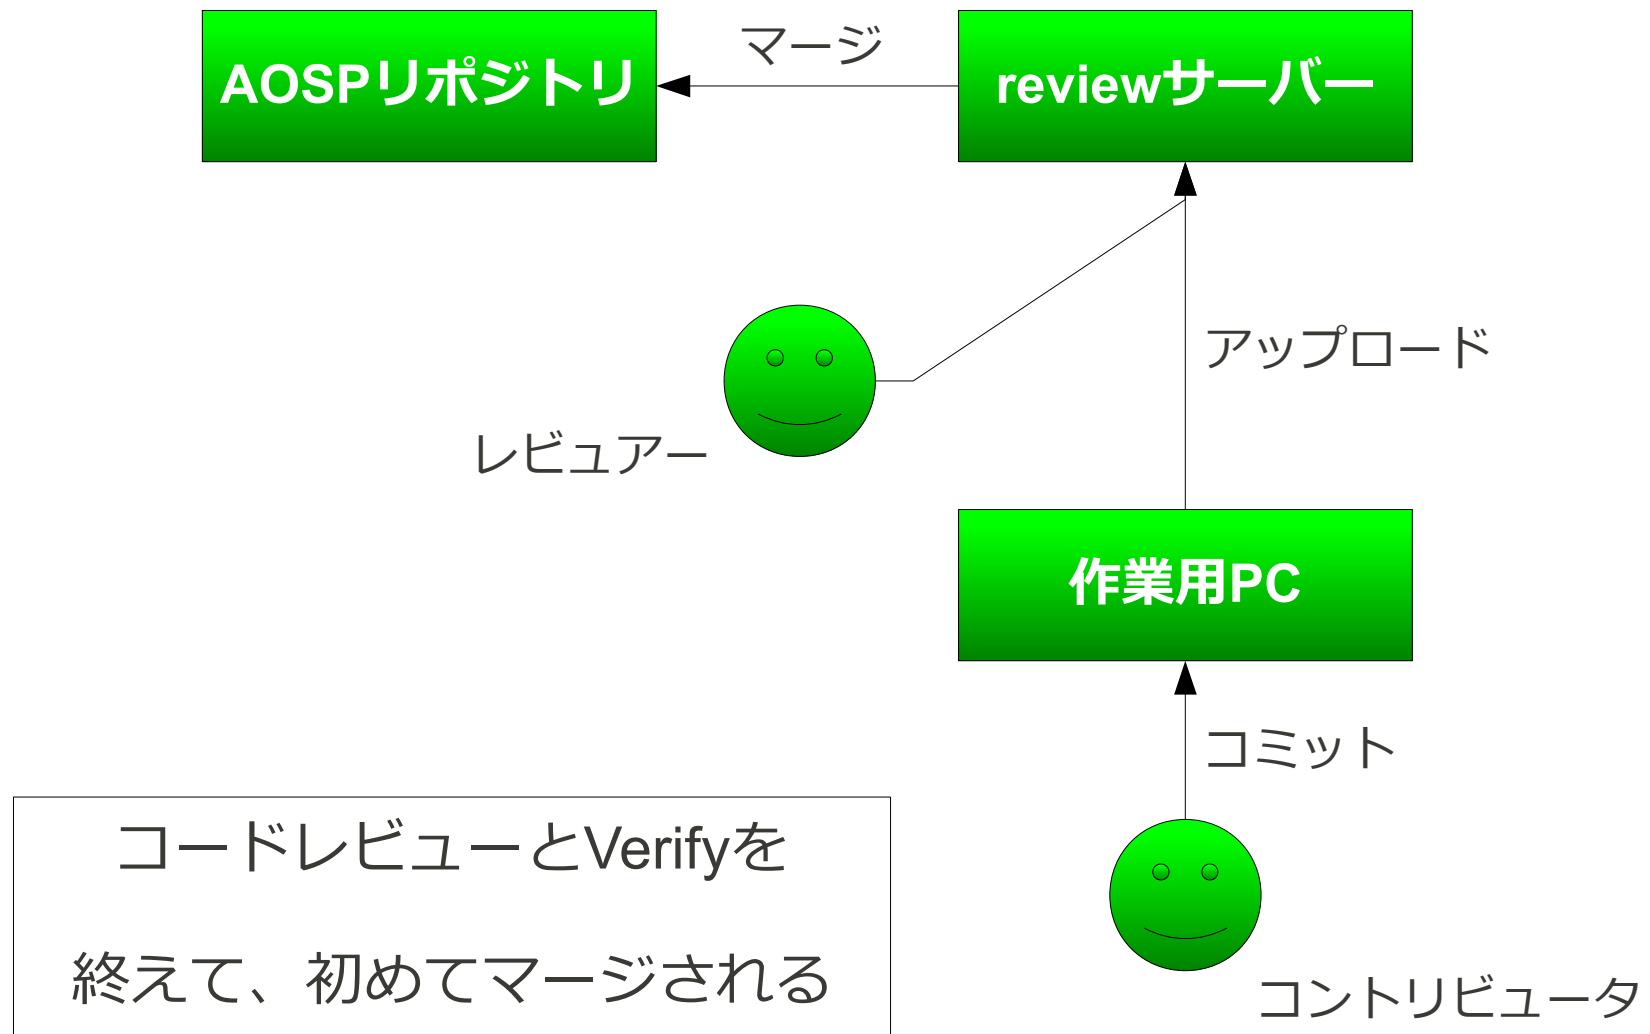 マージ
AOSPリポジトリ
reviewサーバー
アップロード
レビュアー
作業用PC
コミット
コードレビューとVerifyを
終えて、初めてマージされる
コントリビュータ